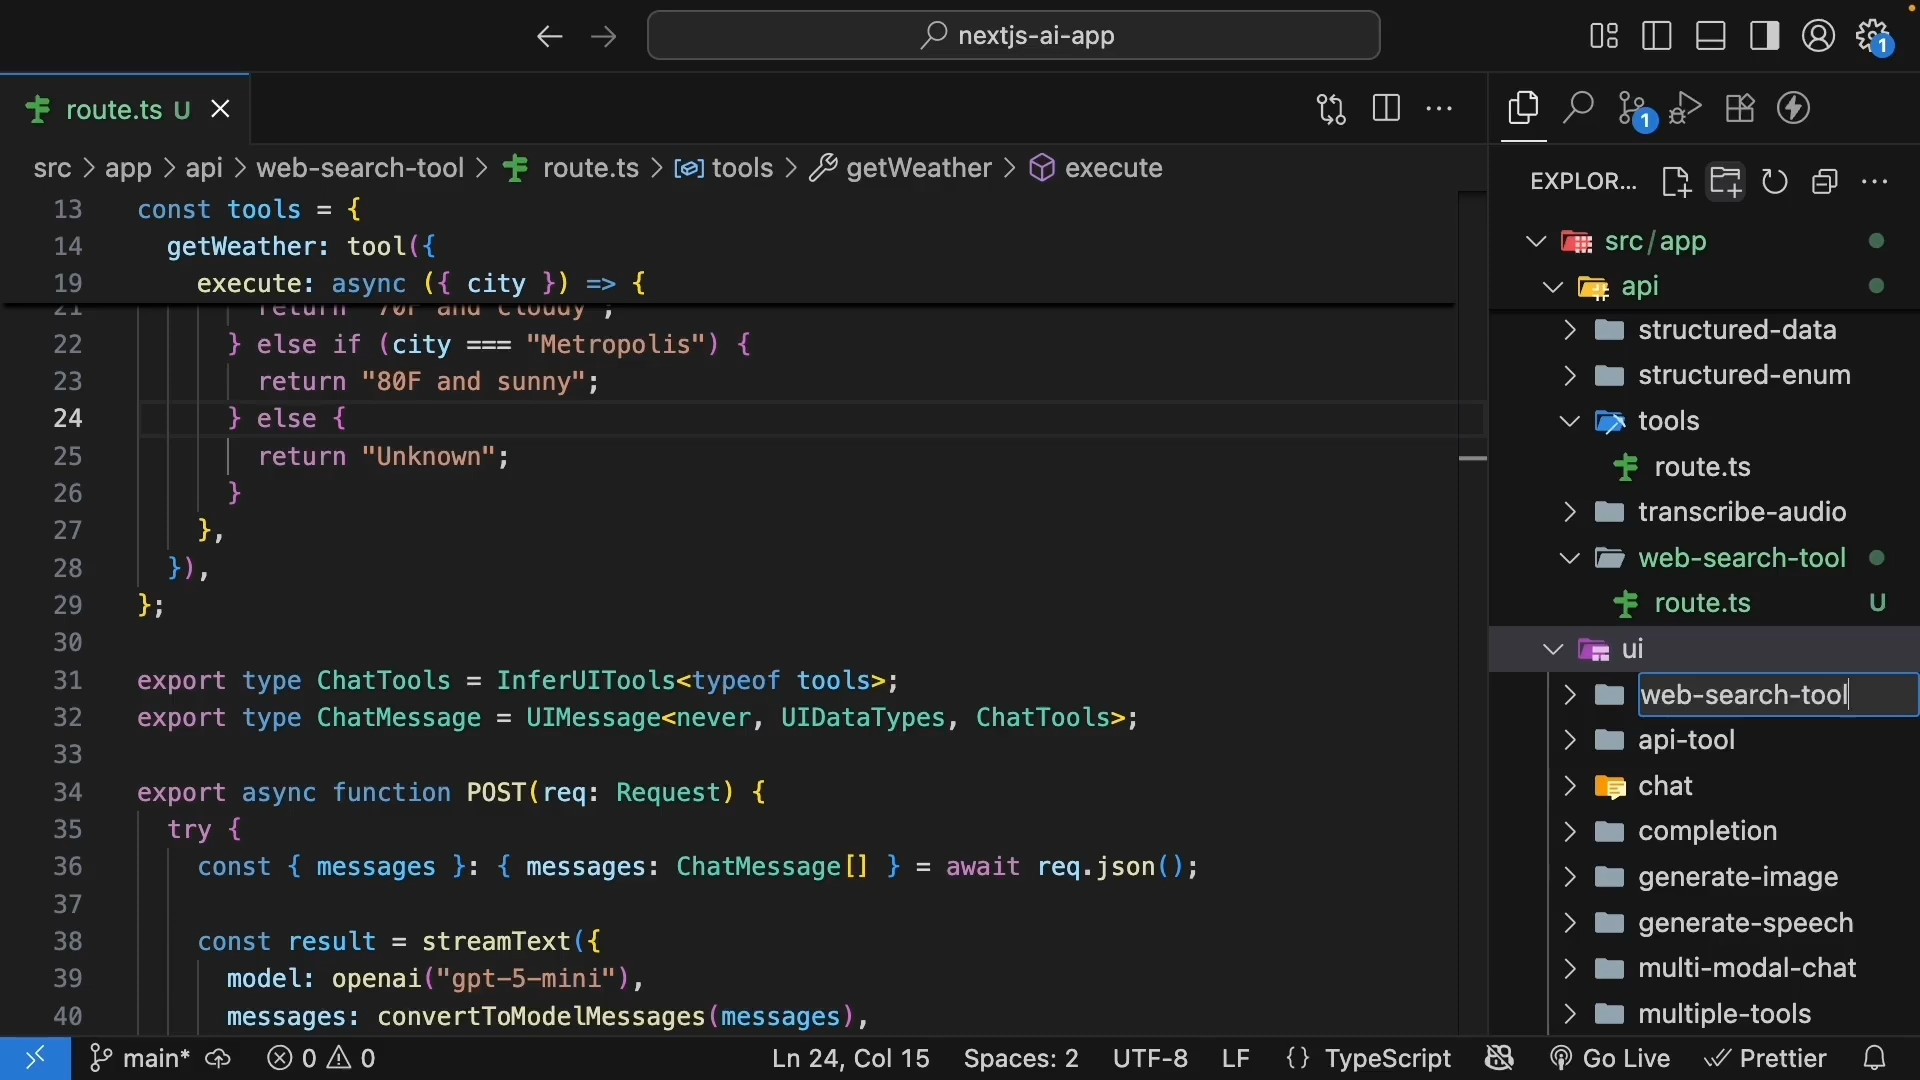 nextjs-ai-app
1
route.ts U
1
src > app > api > web-search-tool > route.ts > tools > getWeather > execute
EXPLOR...
13 const tools = {
14 getWeather: tool({
19 execute: async ({ city }) => {
21 return "70F and cloudy";
22 } else if (city === "Metropolis") {
23 return "80F and sunny";
24 } else {
25 return "Unknown";
26 }
27 },
28 }),
29 };
30
31 export type ChatTools = InferUITools<typeof tools>;
32 export type ChatMessage = UIMessage<never, UIDataTypes, ChatTools>;
33
34 export async function POST(req: Request) {
35 try {
36 const { messages }: { messages: ChatMessage[] } = await req.json();
37
38 const result = streamText({
39 model: openai("gpt-5-mini"),
40 messages: convertToModelMessages(messages),
src/app
api
structured-data
structured-enum
tools
route.ts
transcribe-audio
web-search-tool
route.ts U
ui
web-search-tool
api-tool
chat
completion
generate-image
generate-speech
multi-modal-chat
multiple-tools
main* 0 0 Ln 24, Col 15 Spaces: 2 UTF-8 LF {} TypeScript Go Live Prettier